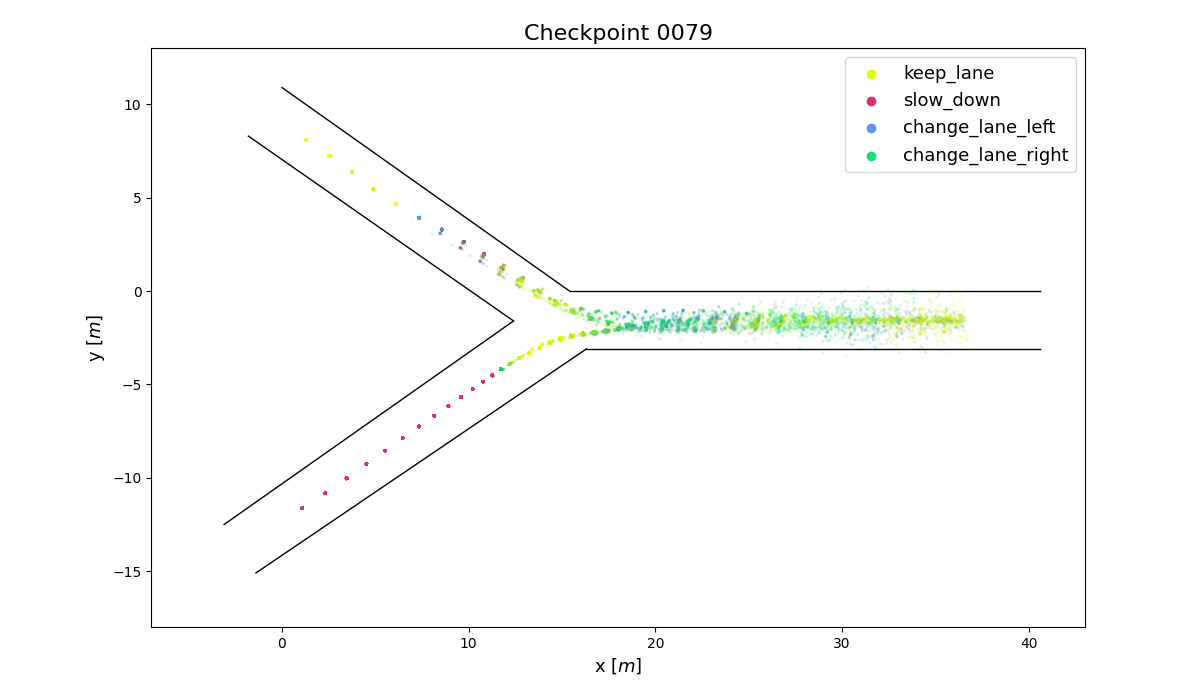 Checkpoint 0079
keep_lane
slow_down
change_lane_left
change_lane_right
10
5
0
−5
−10
−15
y [m]
0
10
20
30
40
x [m]